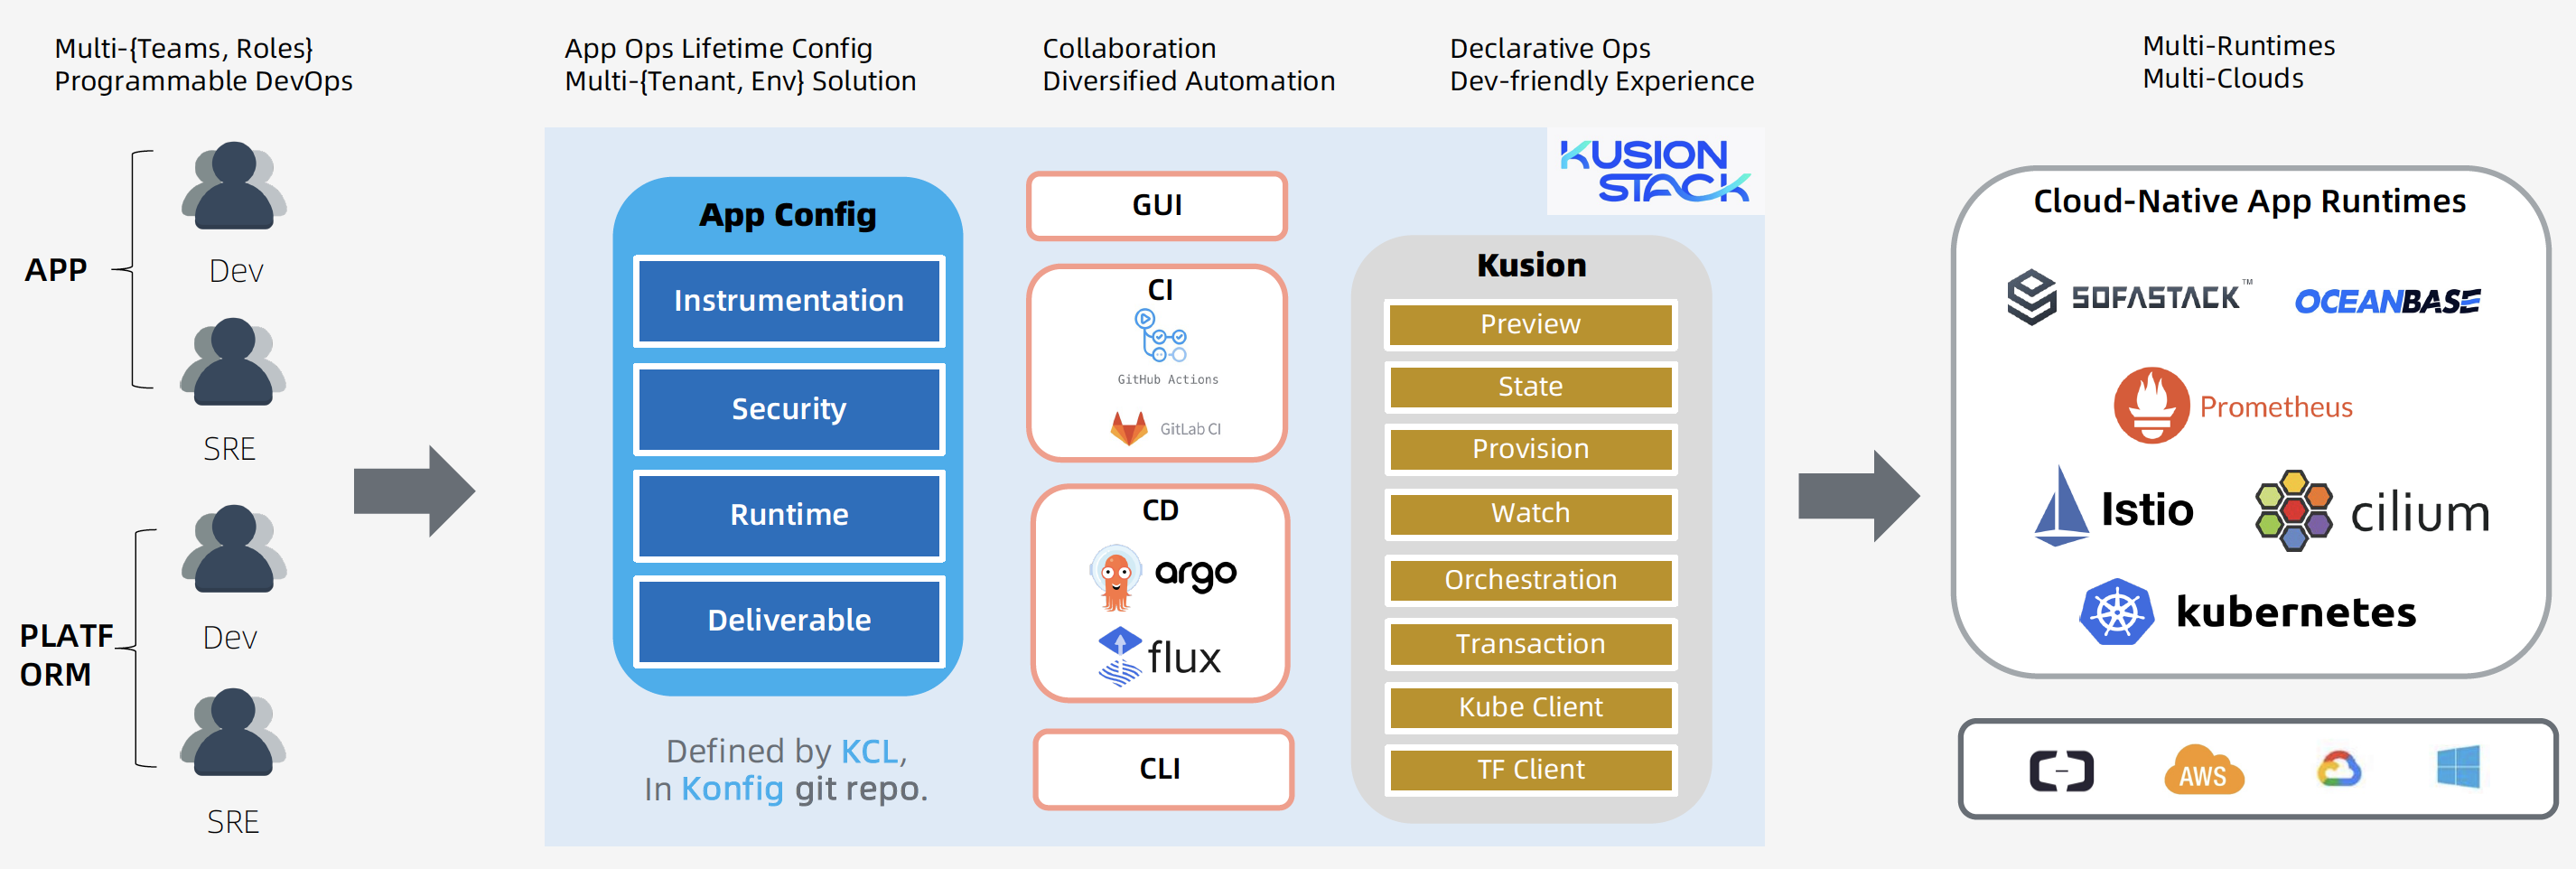 Multi-{Teams, Roles}
Programmable DevOps
App Ops Lifetime Config
Multi-{Tenant, Env} Solution
Collaboration
Diversified Automation
Declarative Ops
Dev-friendly Experience
Multi-Runtimes
Multi-Clouds
APP
Dev
SRE
PLATF
ORM
Dev
SRE
App Config
Instrumentation
Security
Runtime
Deliverable
Defined by KCL,
In Konfig git repo.
GUI
CI
GitHub Actions
GitLab CI
CD
argo
flux
CLI
KUSION
STACK
Kusion
Preview
State
Provision
Watch
Orchestration
Transaction
Kube Client
TF Client
Cloud-Native App Runtimes
SOFASTACK™
OCEANBASE
Prometheus
Istio
cilium
kubernetes
AWS